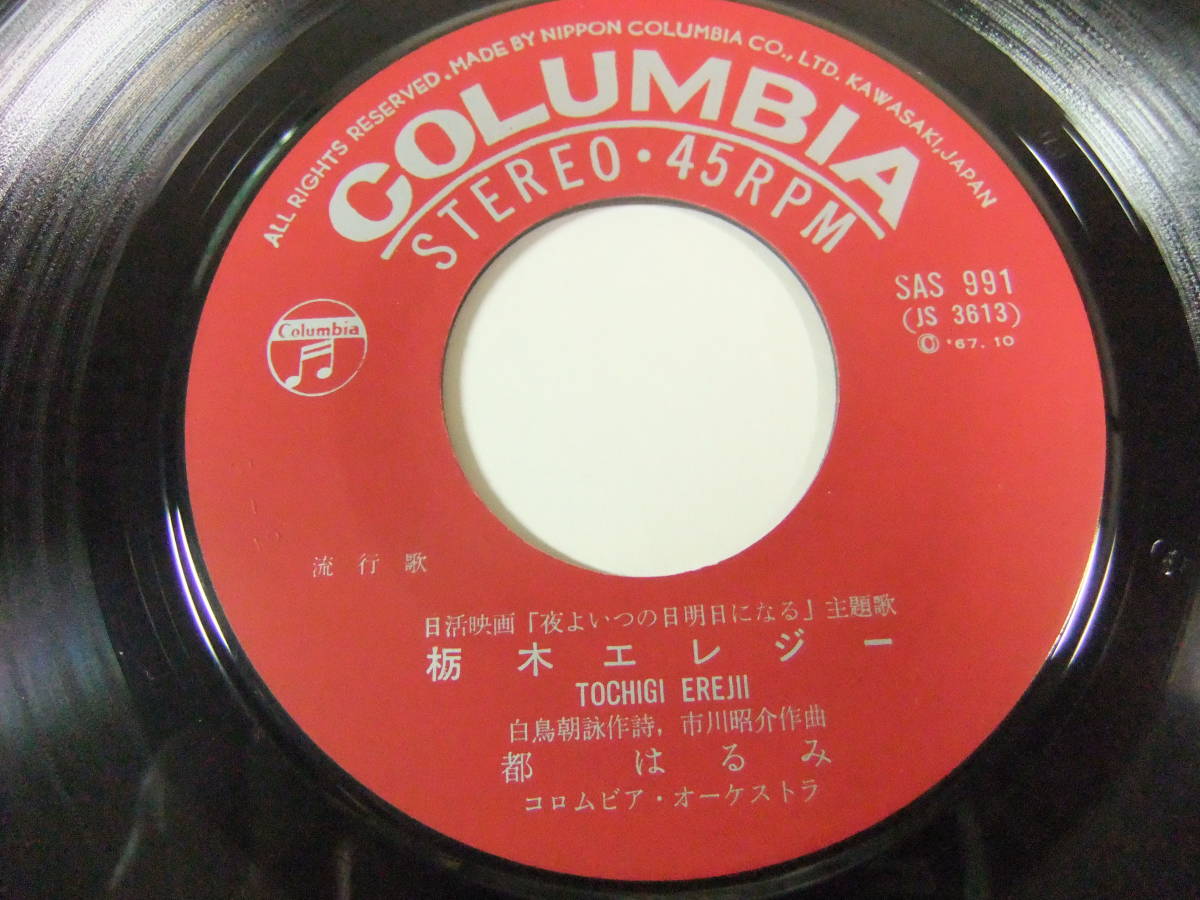 ALL RIGHTS RESERVED. MADE BY NIPPON COLUMBIA CO., LTD. KAWASAKI, JAPAN
COLUMBIA
STEREO・45RPM
SAS 991
(JS 3613)
Ⓒ '67. 10
Columbia
流行歌
日活映画「夜よいつの日明日になる」主題歌
栃木エレジー
TOCHIGI EREJII
白鳥朝詠作詩, 市川昭介作曲
都はるみ
コロムビア・オーケストラ